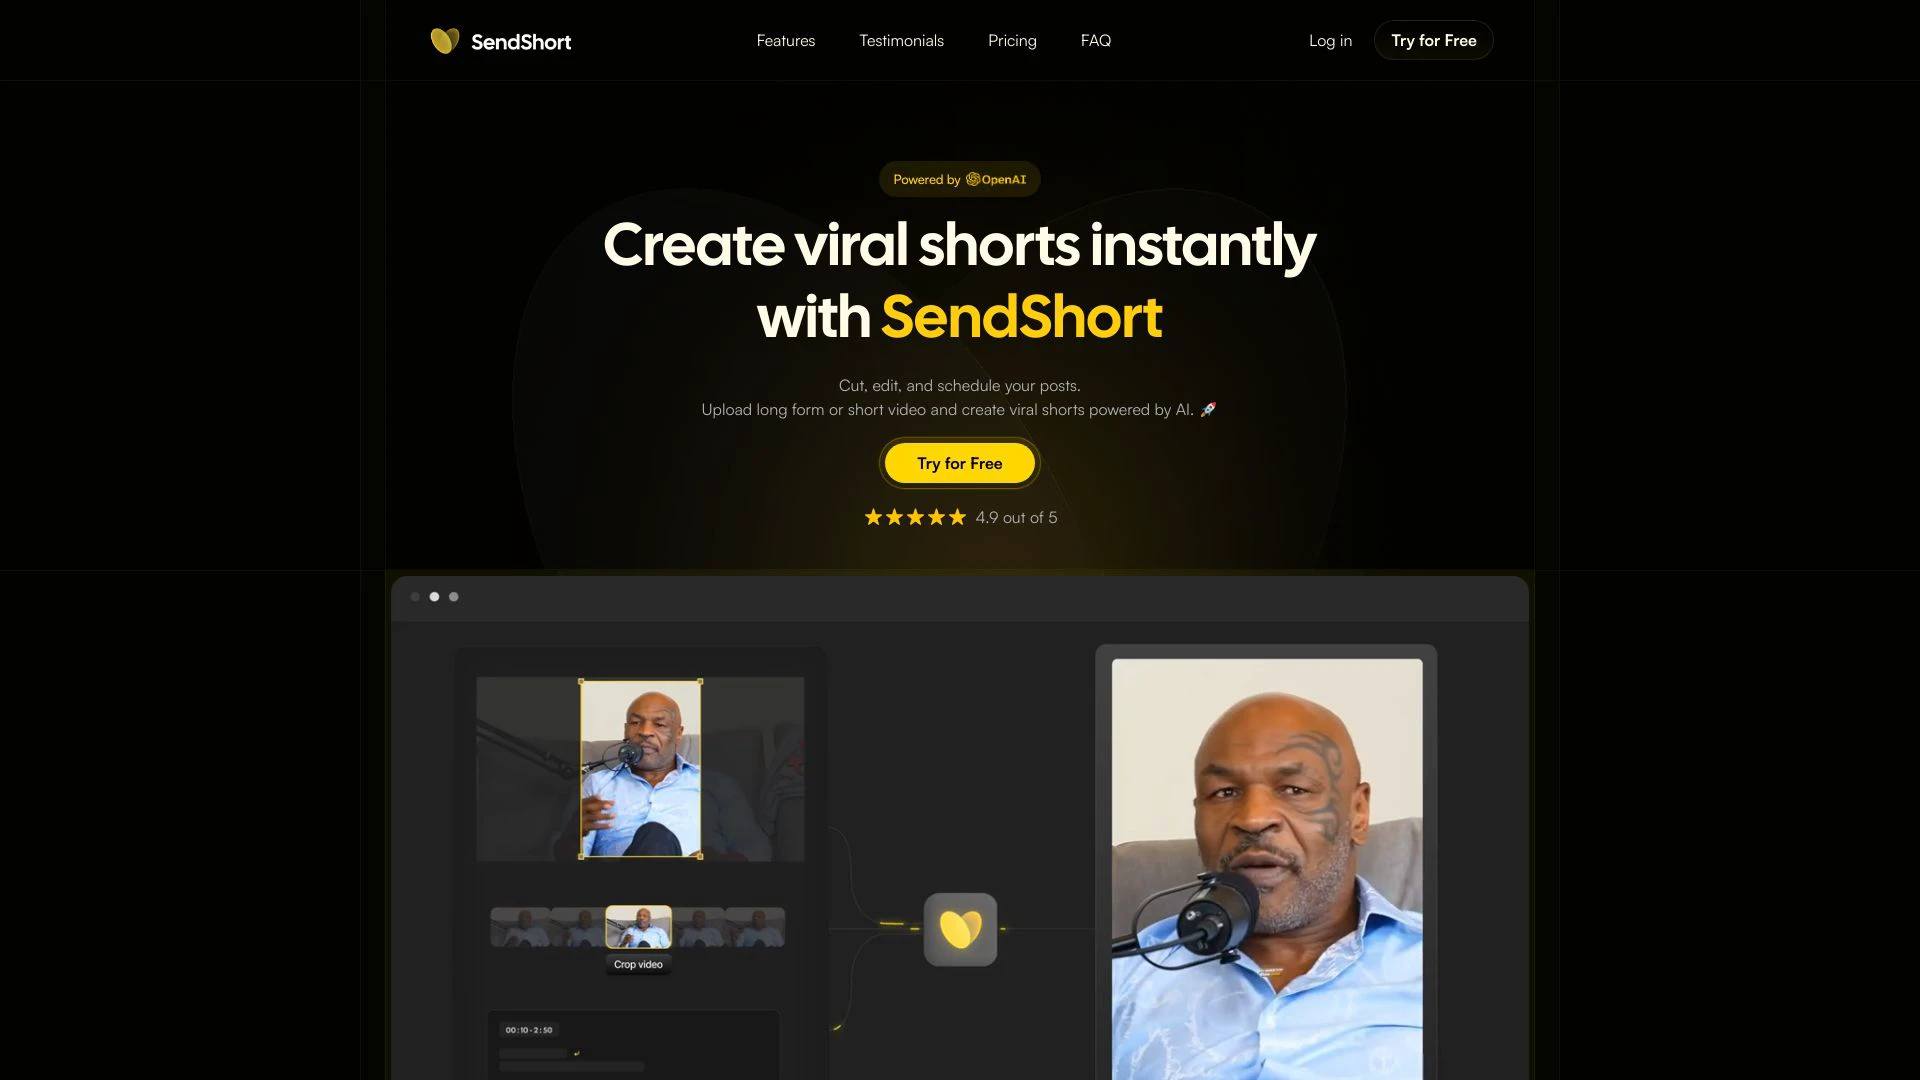 SendShort
Features
Testimonials
Pricing
FAQ
Log in
Try for Free
Powered by OpenAI
Create viral shorts instantly
with SendShort
Cut, edit, and schedule your posts.
Upload long form or short video and create viral shorts powered by AI. 🚀
Try for Free
4.9 out of 5
Crop video
00:10-2:50